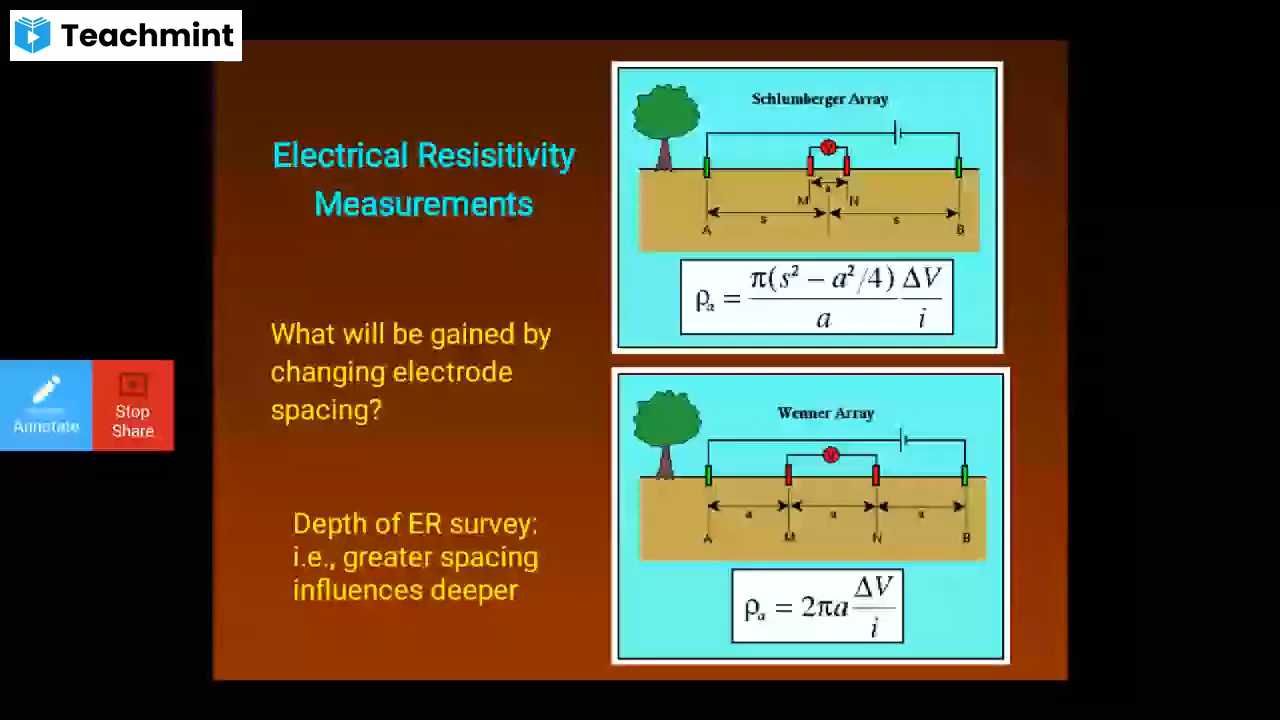 Teachmint
Electrical Resisitivity
Measurements
What will be gained by
changing electrode
spacing?
Depth of ER survey:
i.e., greater spacing
influences deeper
Annotate
Stop
Share
Schlumberger Array
V
a
M N
s s
A B
ρₐ = π(s² − a²/4) / a ΔV / i
Wenner Array
V
a a a
A M N B
ρₐ = 2πa ΔV / i